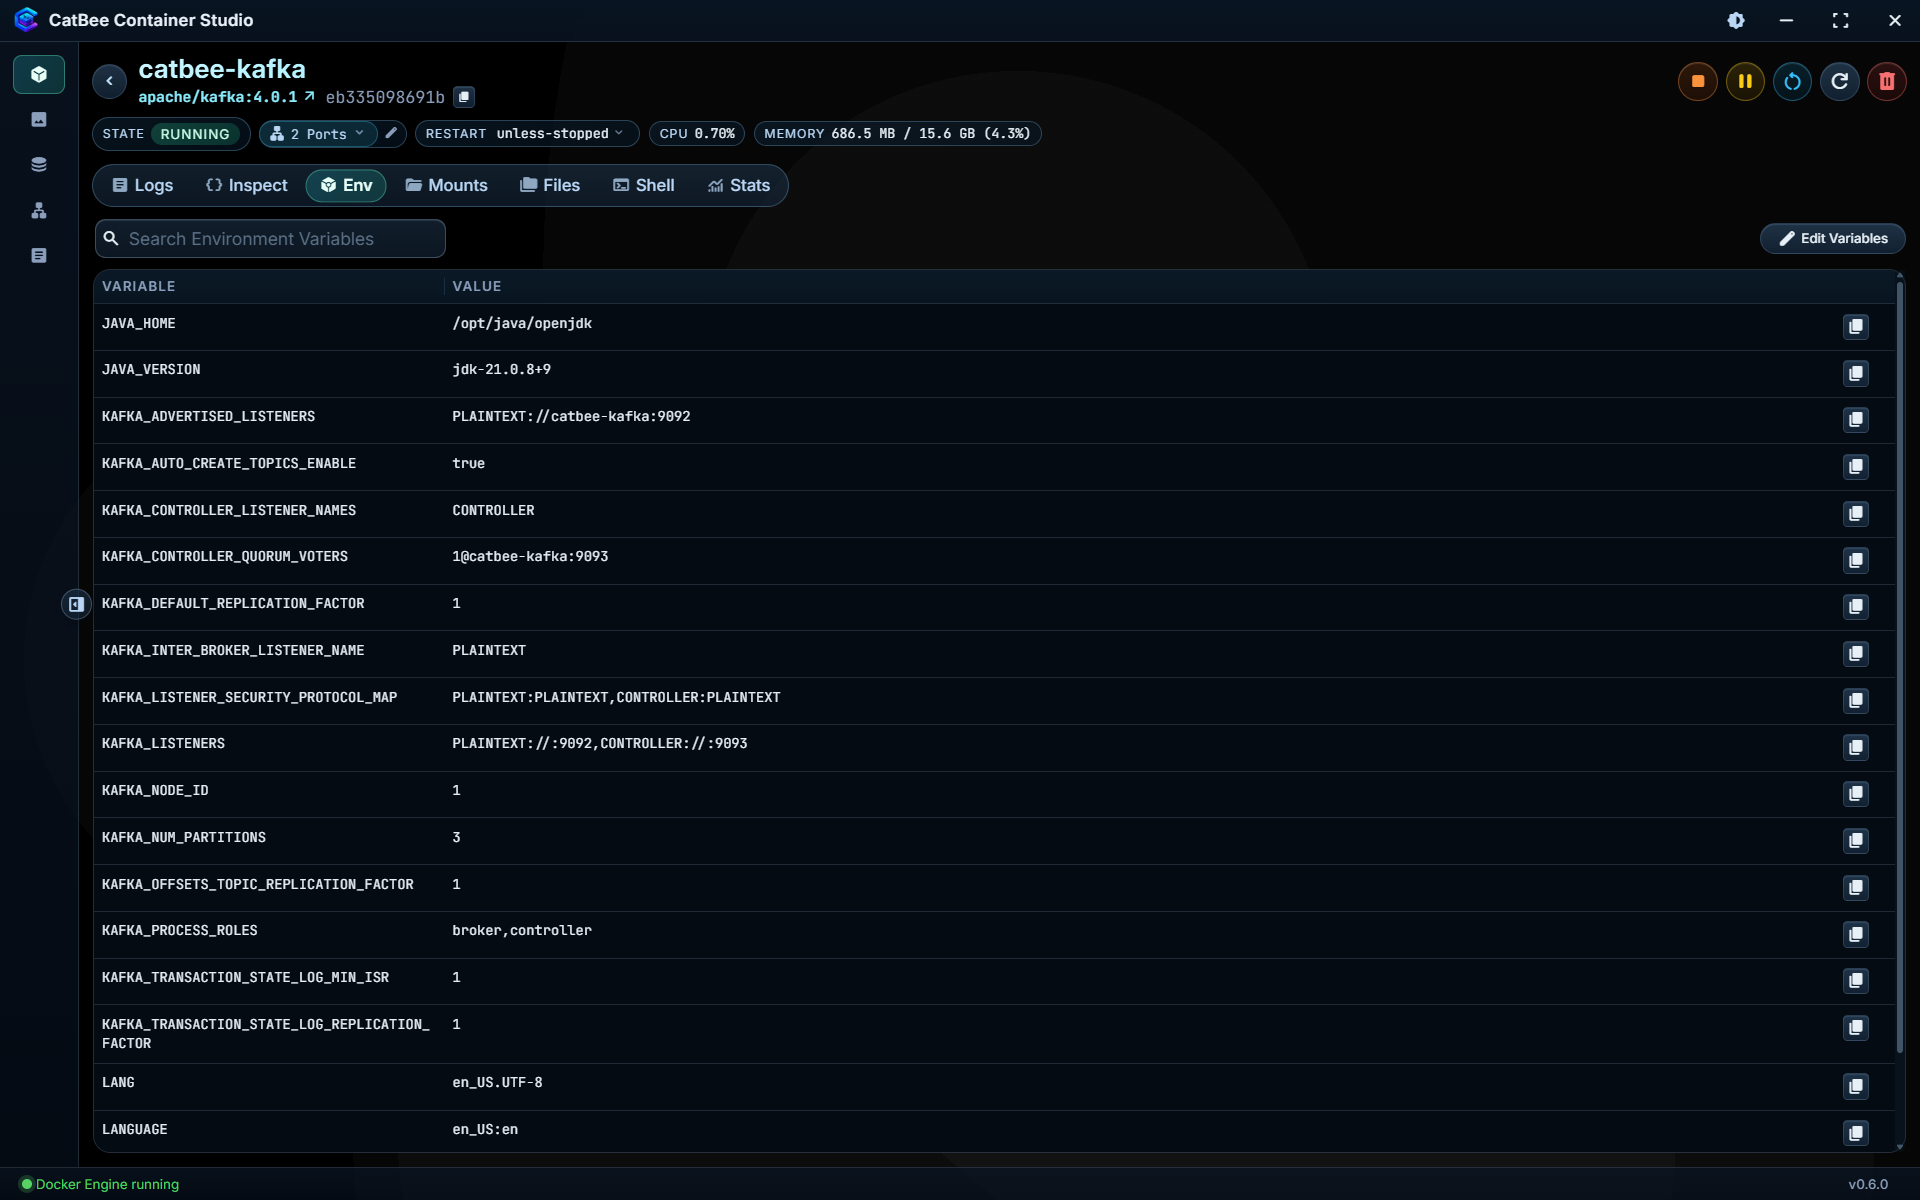 CatBee Container Studio
catbee-kafka
apache/kafka:4.0.1 ↗ eb335098691b
STATE RUNNING 2 Ports RESTART unless-stopped CPU 0.70% MEMORY 686.5 MB / 15.6 GB (4.3%)
Logs Inspect Env Mounts Files Shell Stats
Search Environment Variables Edit Variables
VARIABLE VALUE
JAVA_HOME /opt/java/openjdk
JAVA_VERSION jdk-21.0.8+9
KAFKA_ADVERTISED_LISTENERS PLAINTEXT://catbee-kafka:9092
KAFKA_AUTO_CREATE_TOPICS_ENABLE true
KAFKA_CONTROLLER_LISTENER_NAMES CONTROLLER
KAFKA_CONTROLLER_QUORUM_VOTERS 1@catbee-kafka:9093
KAFKA_DEFAULT_REPLICATION_FACTOR 1
KAFKA_INTER_BROKER_LISTENER_NAME PLAINTEXT
KAFKA_LISTENER_SECURITY_PROTOCOL_MAP PLAINTEXT:PLAINTEXT,CONTROLLER:PLAINTEXT
KAFKA_LISTENERS PLAINTEXT://:9092,CONTROLLER://:9093
KAFKA_NODE_ID 1
KAFKA_NUM_PARTITIONS 3
KAFKA_OFFSETS_TOPIC_REPLICATION_FACTOR 1
KAFKA_PROCESS_ROLES broker,controller
KAFKA_TRANSACTION_STATE_LOG_MIN_ISR 1
KAFKA_TRANSACTION_STATE_LOG_REPLICATION_ 1
FACTOR
LANG en_US.UTF-8
LANGUAGE en_US:en
Docker Engine running v0.6.0